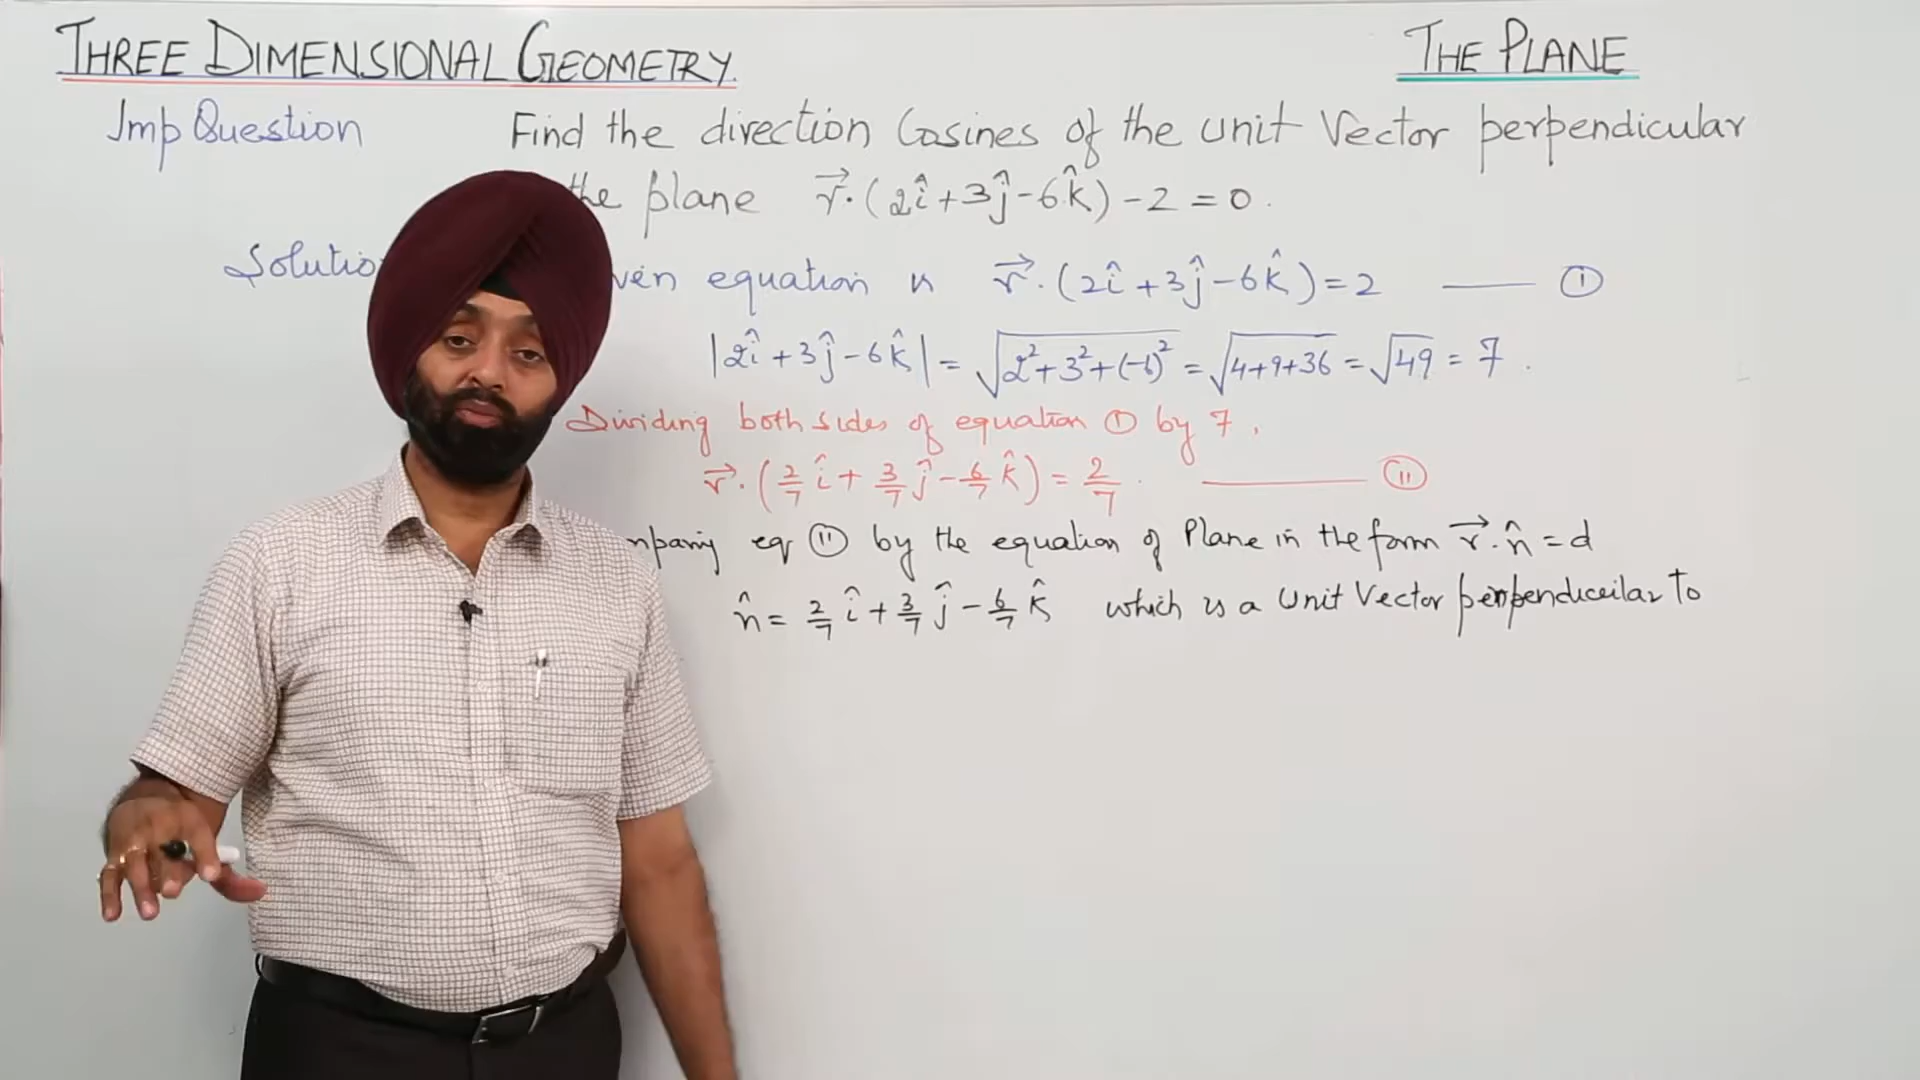 THREE DIMENSIONAL GEOMETRY.
THE PLANE
Imp Question Find the direction Cosines of the unit Vector perpendicular
the plane r⃗·(2î+3ĵ-6k̂)-2=0.
Solutio ven equation is r⃗·(2î+3ĵ-6k̂)=2 —— ①
|2î+3ĵ-6k̂| = √(2²+3²+(-6)²) = √(4+9+36) = √49 = 7.
Dividing both sides of equation ① by 7.
r⃗·(2/7 î + 3/7 ĵ - 6/7 k̂) = 2/7. —— ⑪
mparing eq ⑪ by the equation of Plane in the form r⃗·n̂=d
n̂ = 2/7 î + 3/7 ĵ - 6/7 k̂ which is a Unit Vector perpendicular to